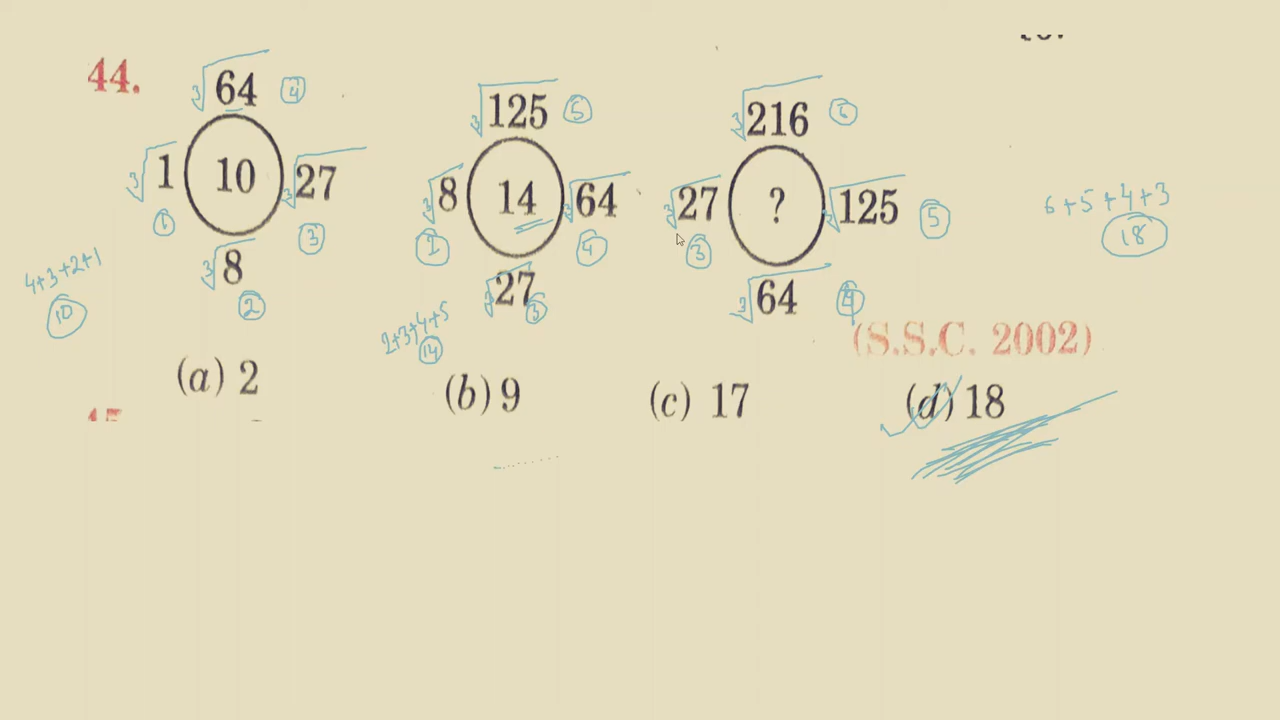 44.
∛64 4 ∛125 5 ∛216 6
∛1 10 ∛27 ∛8 14 ∛64 ∛27 ? ∛125 5 6+5+4+3
1 3 2 4 3 18
4+3+2+1 ∛8 ∛27 3 ∛64 4
10 2 2+3+4+5
14 (S.S.C. 2002)
(a) 2 (b) 9 (c) 17 (d) 18